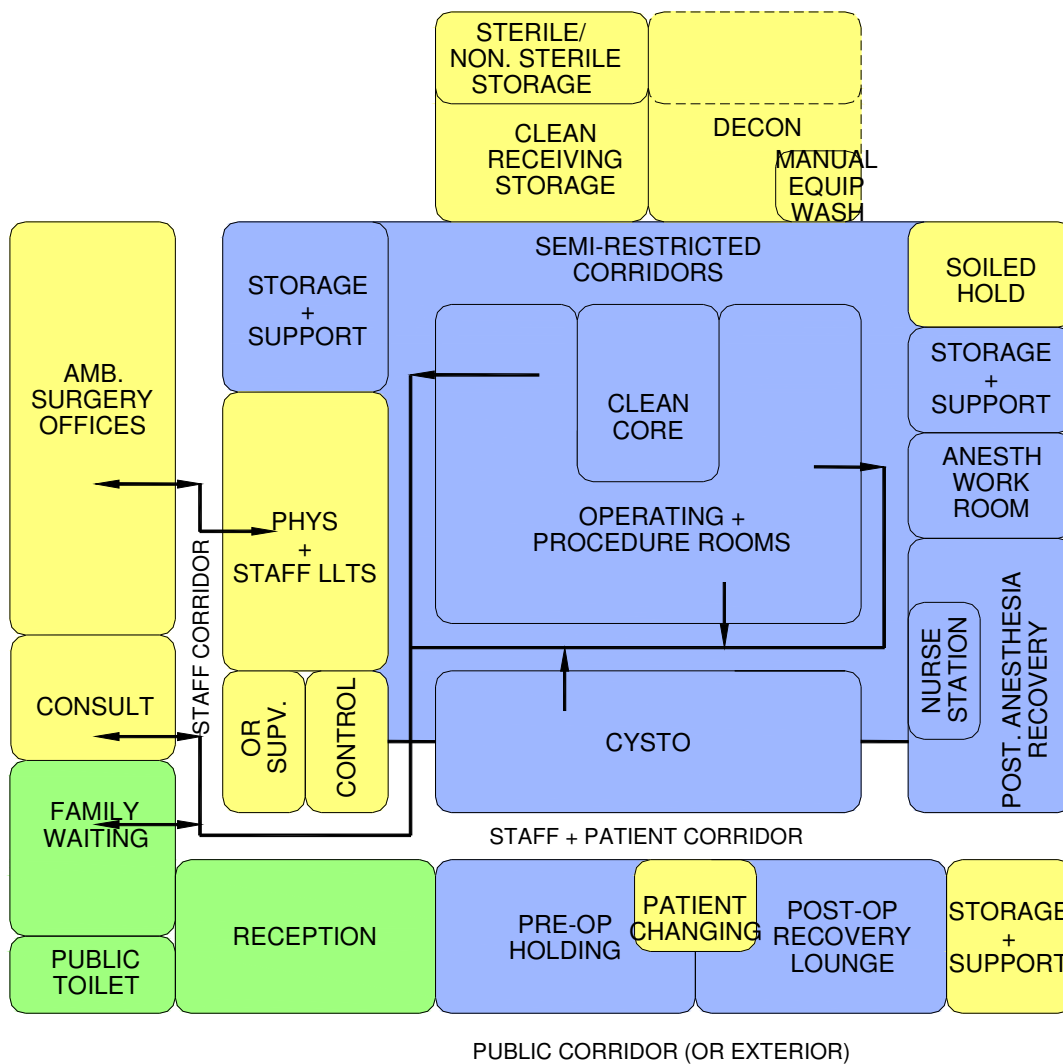 STERILE/
NON. STERILE
STORAGE
CLEAN
RECEIVING
STORAGE
DECON
MANUAL
EQUIP
WASH
SEMI-RESTRICTED
CORRIDORS
STORAGE
+
SUPPORT
SOILED
HOLD
STORAGE
+
SUPPORT
AMB.
SURGERY
OFFICES
CLEAN
CORE
ANESTH
WORK
ROOM
PHYS
+
STAFF LLTS
OPERATING +
PROCEDURE ROOMS
STAFF CORRIDOR
NURSE
STATION
POST. ANESTHESIA
RECOVERY
CONSULT
OR
SUPV.
CONTROL
CYSTO
FAMILY
WAITING
STAFF + PATIENT CORRIDOR
PUBLIC
TOILET
RECEPTION
PRE-OP
HOLDING
PATIENT
CHANGING
POST-OP
RECOVERY
LOUNGE
STORAGE
+
SUPPORT
PUBLIC CORRIDOR (OR EXTERIOR)